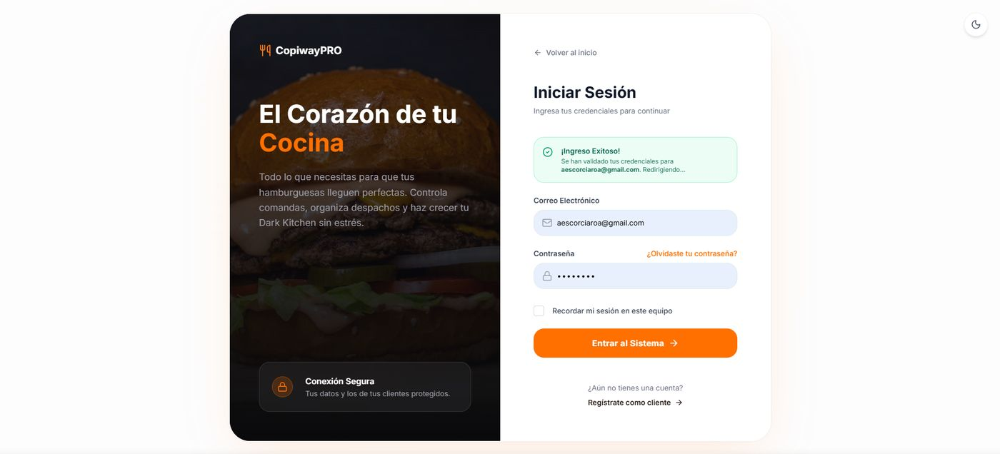 CopiwayPRO
El Corazón de tu
Cocina
Todo lo que necesitas para que tus
hamburguesas lleguen perfectas. Controla
comandas, organiza despachos y haz crecer tu
Dark Kitchen sin estrés.
Conexión Segura
Tus datos y los de tus clientes protegidos.
Volver al inicio
Iniciar Sesión
Ingresa tus credenciales para continuar
¡Ingreso Exitoso!
Se han validado tus credenciales para
aescorciaroa@gmail.com. Redirigiendo...
Correo Electrónico
aescorciaroa@gmail.com
Contraseña ¿Olvidaste tu contraseña?
••••••••
Recordar mi sesión en este equipo
Entrar al Sistema →
¿Aún no tienes una cuenta?
Regístrate como cliente →